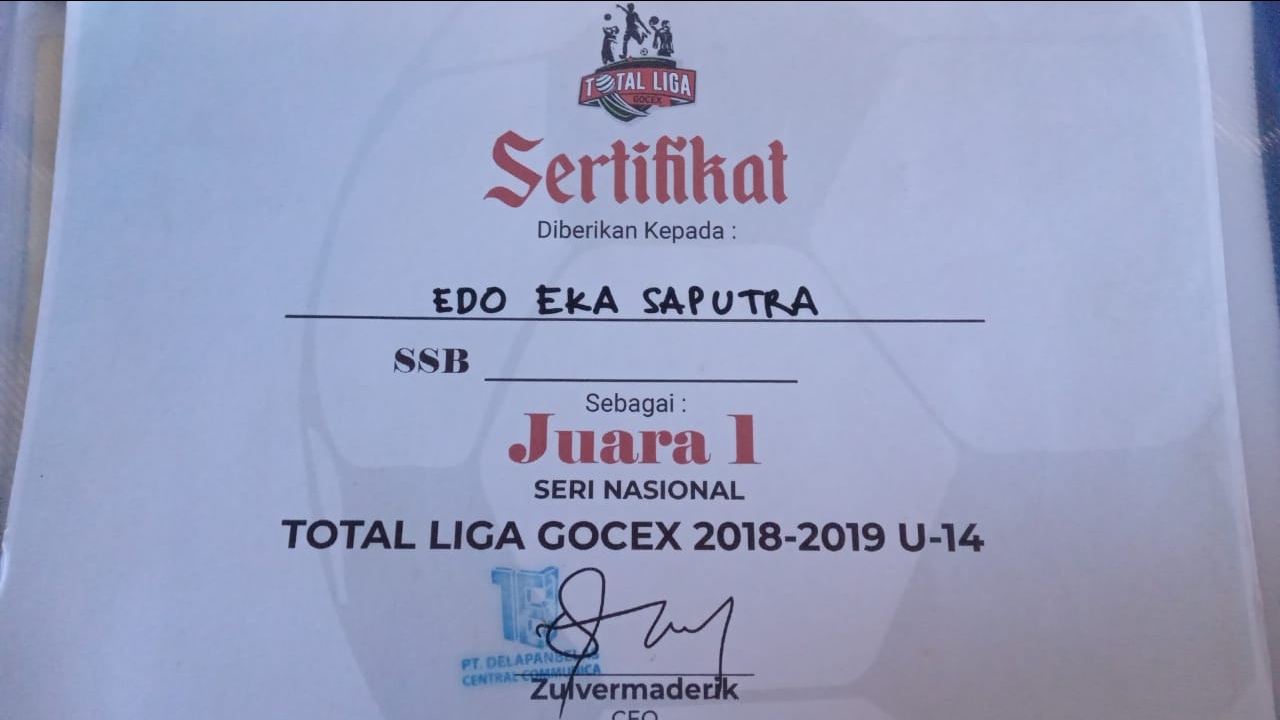 TOTAL LIGA
GOCEX
Sertifikat
Diberikan Kepada :
EDO EKA SAPUTRA
SSB
Sebagai :
Juara 1
SERI NASIONAL
TOTAL LIGA GOCEX 2018-2019 U-14
PT. DELAPANBELAS
CENTRAL COMMUNICA
Zulvermaderik
CEO